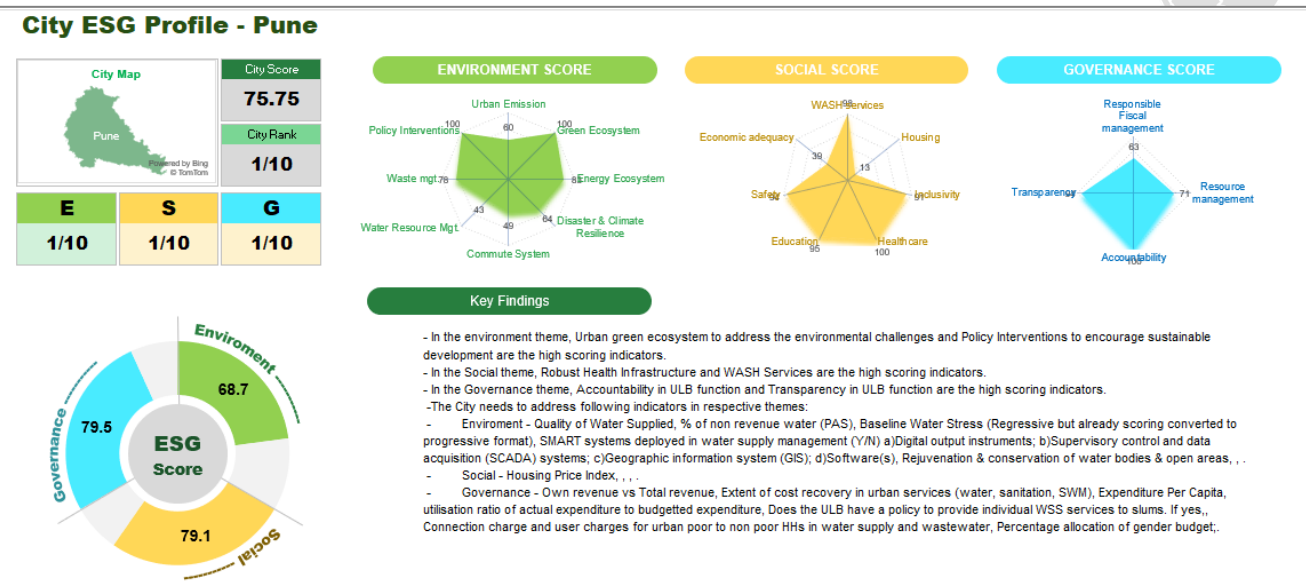 City ESG Profile - Pune
City Map
Pune
Powered by Bing
© TomTom
City Score
75.75
City Rank
1/10
E
S
G
1/10
1/10
1/10
ENVIRONMENT SCORE
Urban Emission
60
Green Ecosystem
100
Energy Ecosystem
83
Disaster & Climate
Resilience
64
Commute System
49
Water Resource Mgt.
43
Waste mgt.
78
Policy Interventions
100
SOCIAL SCORE
WASH services
98
Housing
13
Inclusivity
91
Healthcare
100
Education
95
Safety
94
Economic adequacy
39
GOVERNANCE SCORE
Responsible
Fiscal
management
63
Resource
management
71
Accountability
100
Transparency
Enviroment
68.7
Governance
79.5
ESG
Score
79.1
Social
Key Findings
- In the environment theme, Urban green ecosystem to address the environmental challenges and Policy Interventions to encourage sustainable
development are the high scoring indicators.
- In the Social theme, Robust Health Infrastructure and WASH Services are the high scoring indicators.
- In the Governance theme, Accountability in ULB function and Transparency in ULB function are the high scoring indicators.
-The City needs to address following indicators in respective themes:
- Enviroment - Quality of Water Supplied, % of non revenue water (PAS), Baseline Water Stress (Regressive but already scoring converted to
progressive format), SMART systems deployed in water supply management (Y/N) a)Digital output instruments; b)Supervisory control and data
acquisition (SCADA) systems; c)Geographic information system (GIS); d)Software(s), Rejuvenation & conservation of water bodies & open areas, , .
- Social - Housing Price Index, , , .
- Governance - Own revenue vs Total revenue, Extent of cost recovery in urban services (water, sanitation, SWM), Expenditure Per Capita,
utilisation ratio of actual expenditure to budgetted expenditure, Does the ULB have a policy to provide individual WSS services to slums. If yes,,
Connection charge and user charges for urban poor to non poor HHs in water supply and wastewater, Percentage allocation of gender budget;.